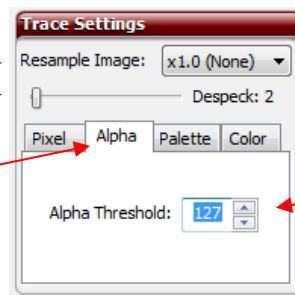 Trace Settings
Resample Image: x1.0 (None)
Despeck: 2
Pixel Alpha Palette Color
Alpha Threshold: 127